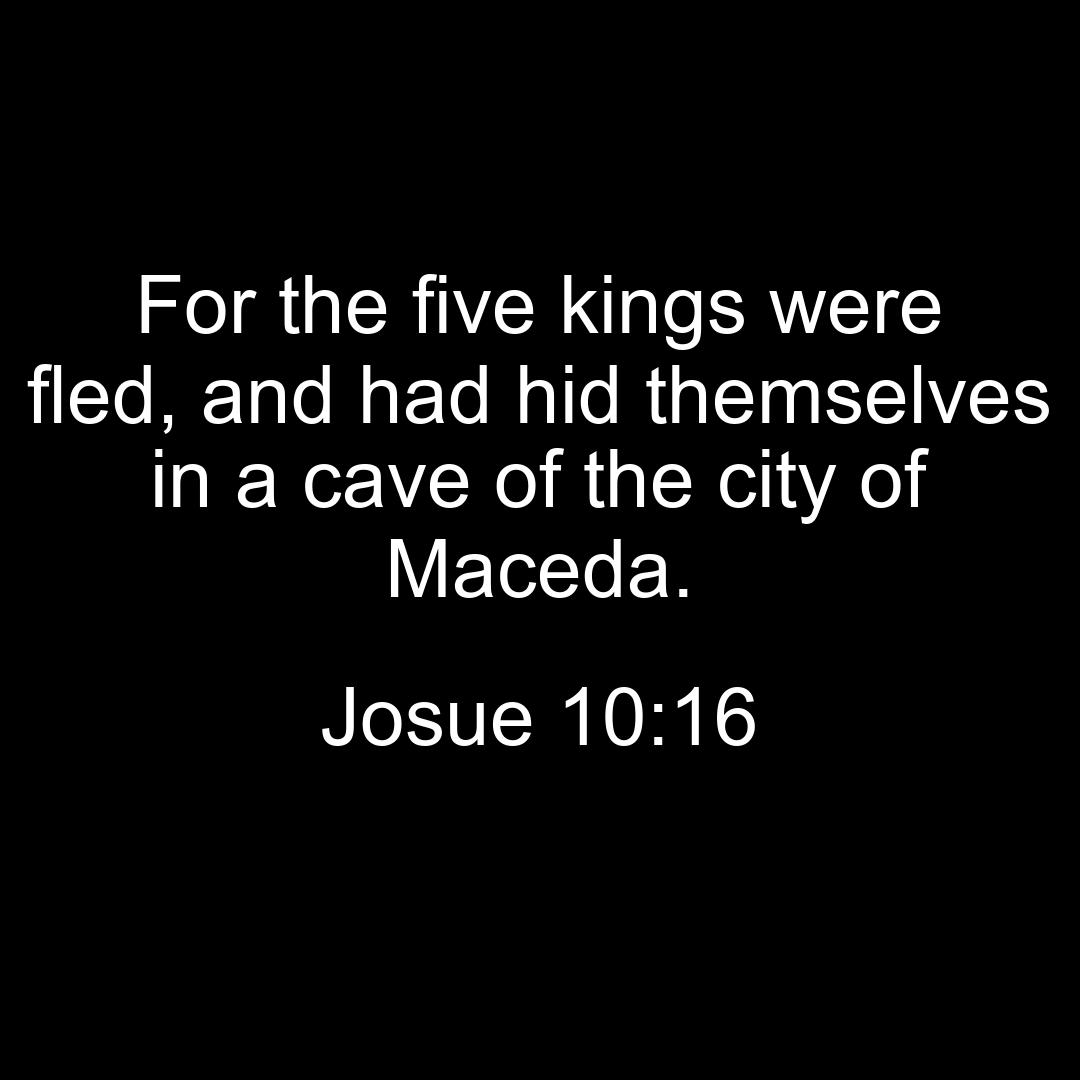 For the five kings were
fled, and had hid themselves
in a cave of the city of
Maceda.
Josue 10:16